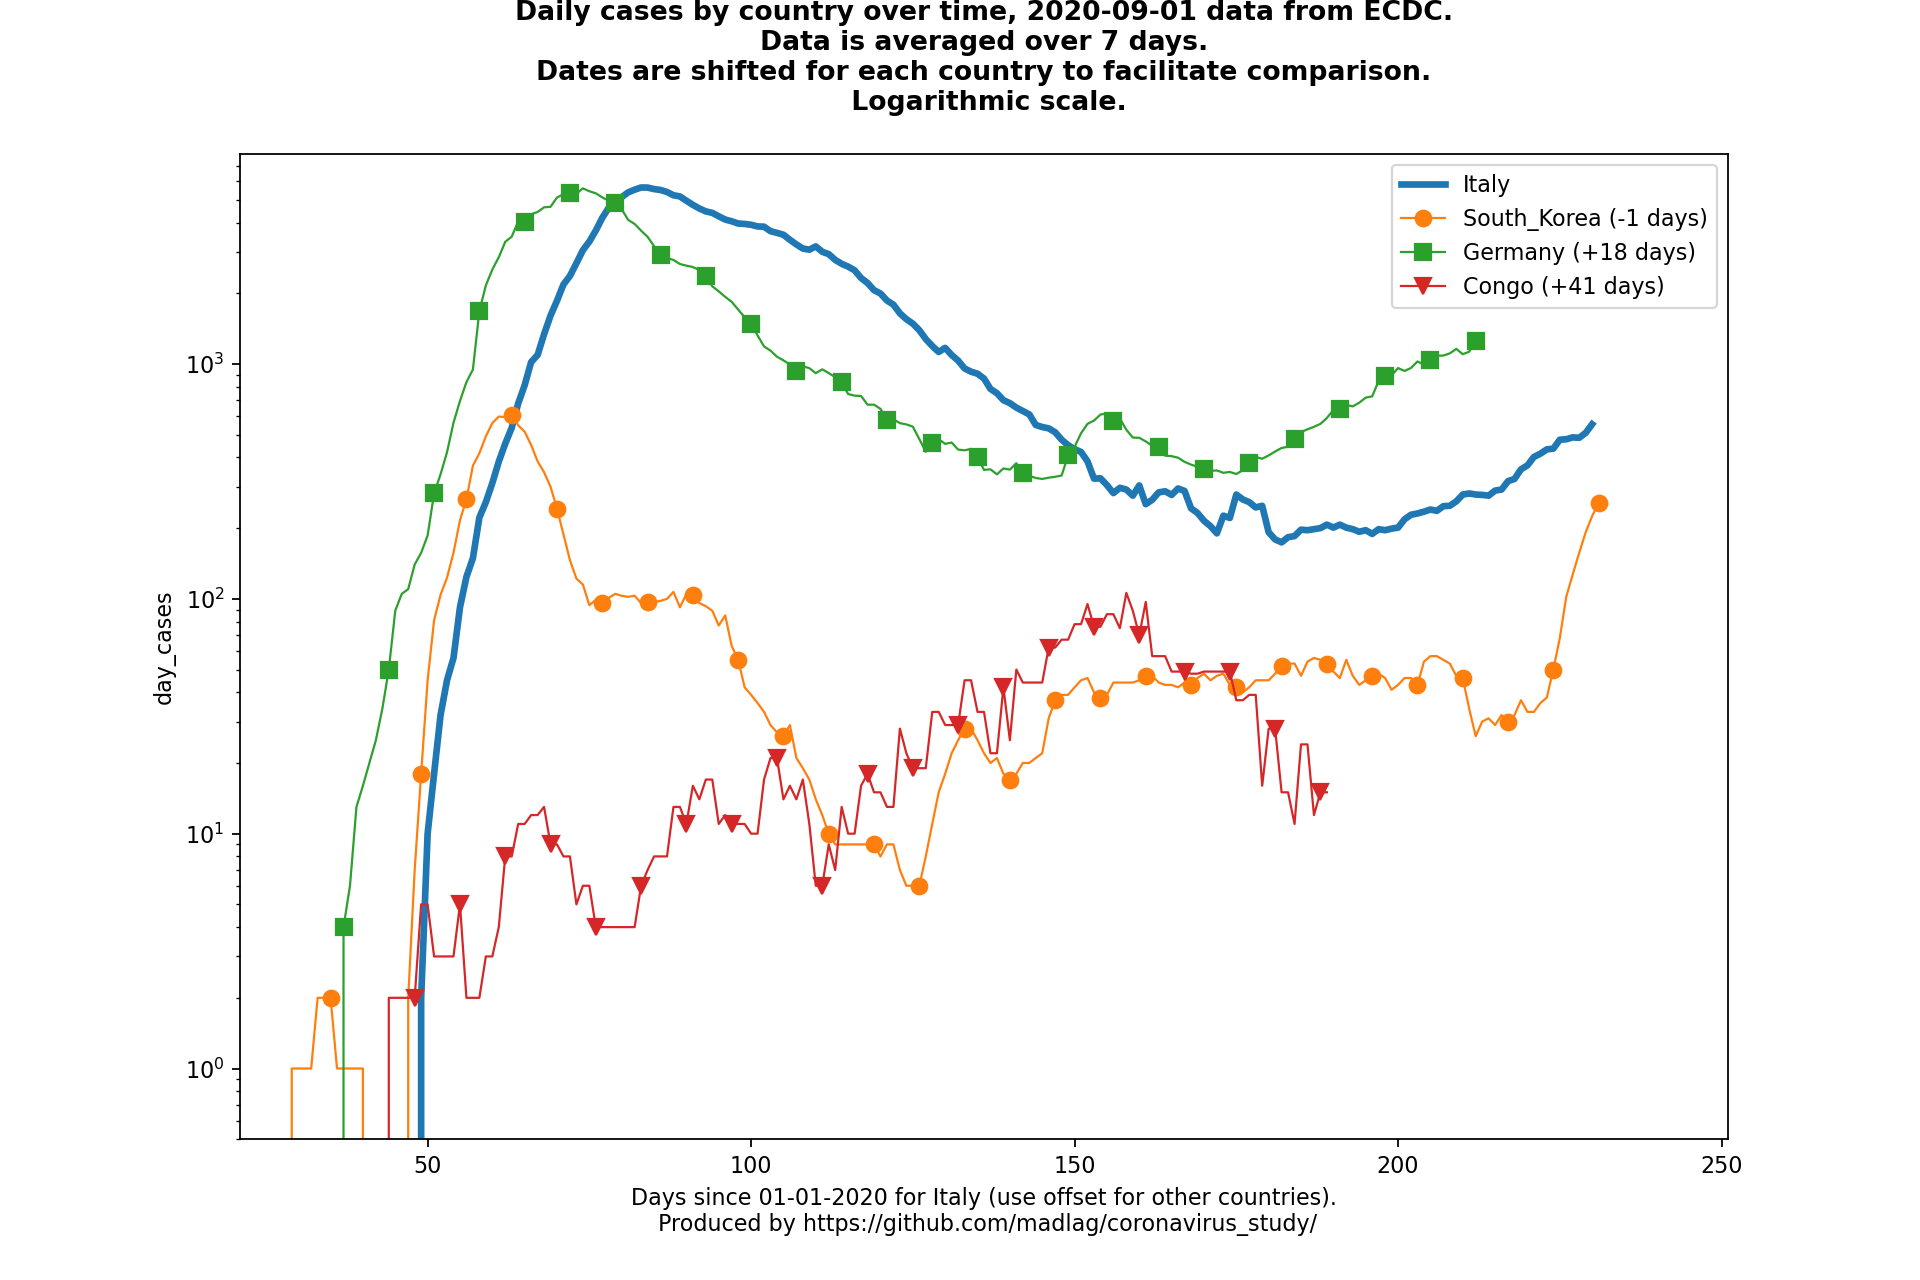 Daily cases by country over time, 2020-09-01 data from ECDC.
Data is averaged over 7 days.
Dates are shifted for each country to facilitate comparison.
Logarithmic scale.
Italy
South_Korea (-1 days)
Germany (+18 days)
Congo (+41 days)
10³
10²
10¹
10⁰
day_cases
50 100 150 200 250
Days since 01-01-2020 for Italy (use offset for other countries).
Produced by https://github.com/madlag/coronavirus_study/